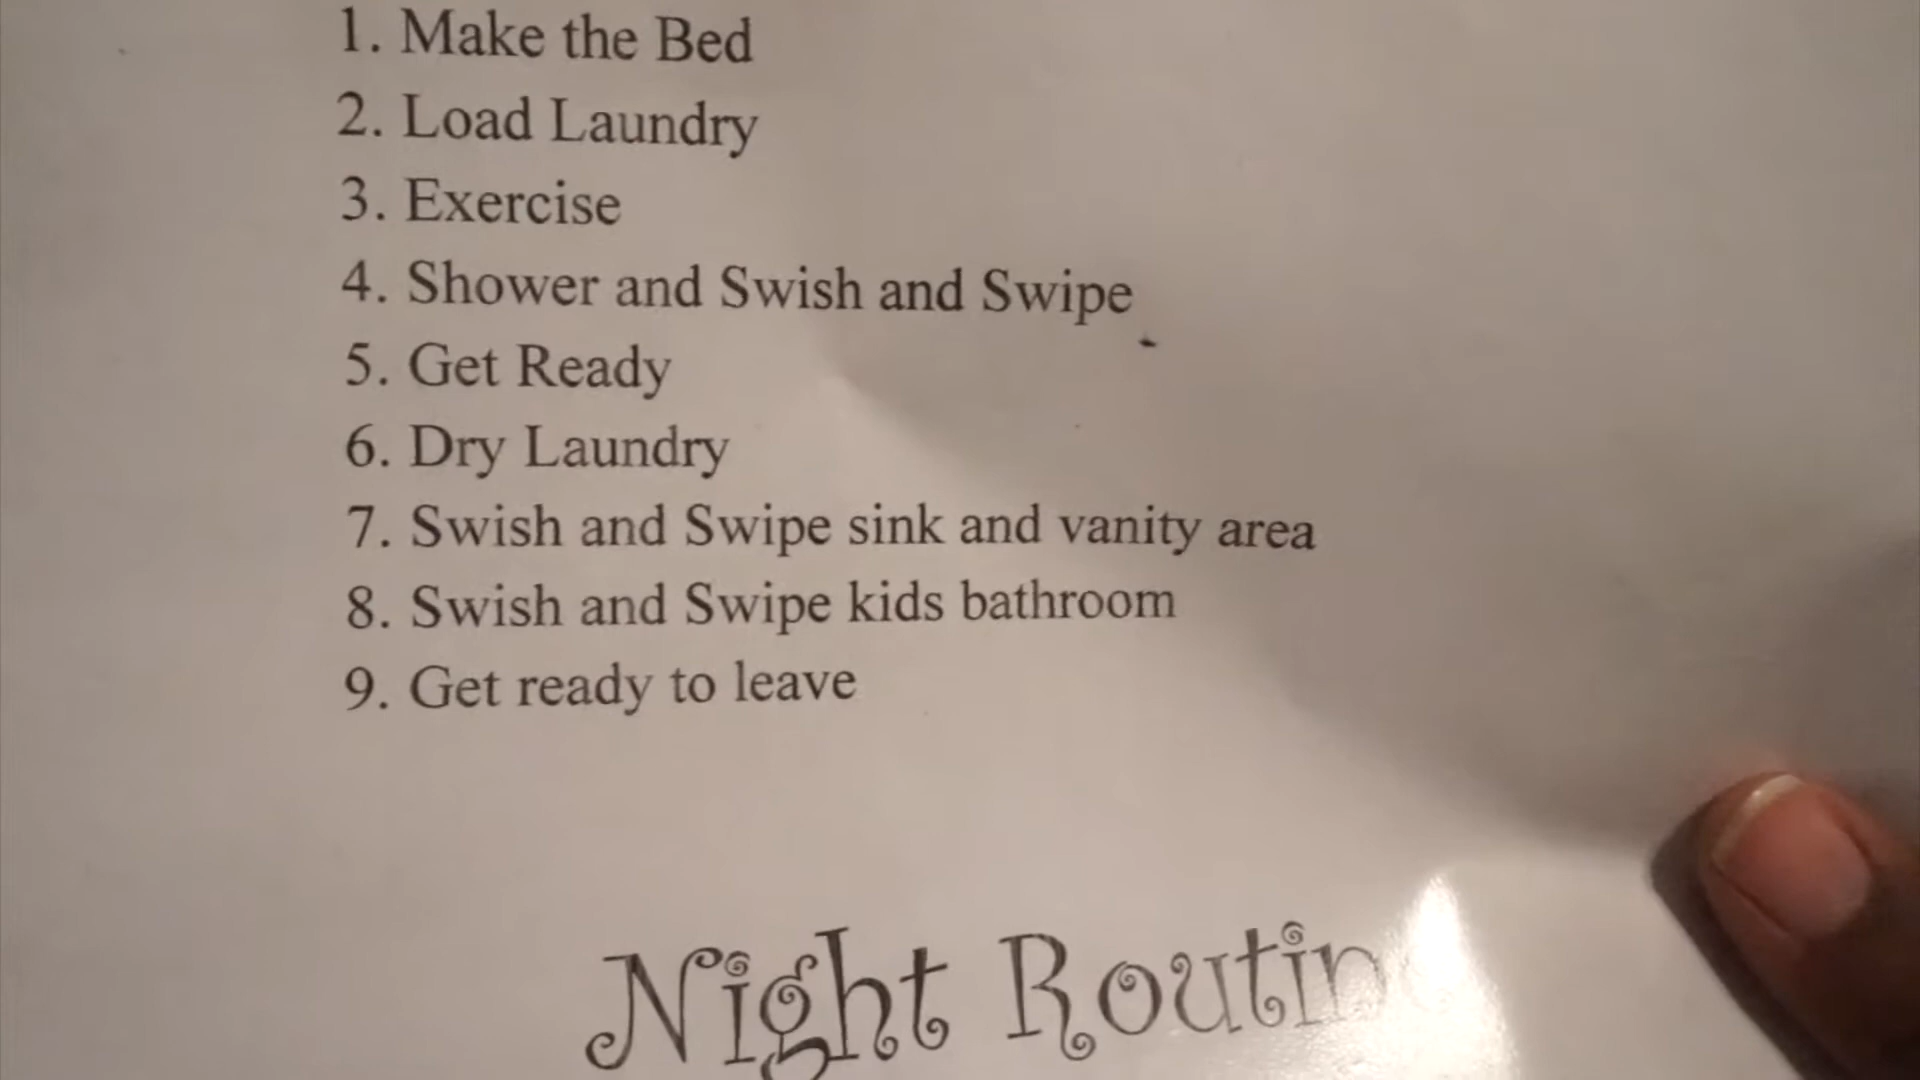 1. Make the Bed
2. Load Laundry
3. Exercise
4. Shower and Swish and Swipe
5. Get Ready
6. Dry Laundry
7. Swish and Swipe sink and vanity area
8. Swish and Swipe kids bathroom
9. Get ready to leave
Night Routin